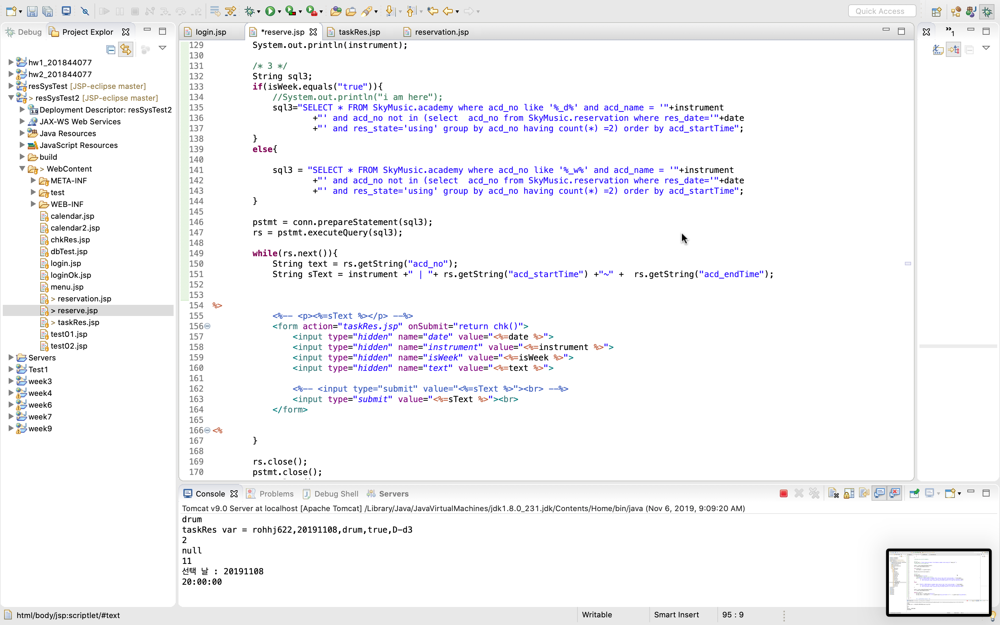 Quick Access
Debug
Project Explor
login.jsp
*reserve.jsp
taskRes.jsp
reservation.jsp
»1
hw1_201844077
hw2_201844077
resSysTest [JSP-eclipse master]
> resSysTest2 [JSP-eclipse master]
3.0 Deployment Descriptor: resSysTest2
JAX-WS Web Services
Java Resources
JavaScript Resources
build
> WebContent
META-INF
test
WEB-INF
calendar.jsp
calendar2.jsp
chkRes.jsp
dbTest.jsp
login.jsp
loginOk.jsp
menu.jsp
> reservation.jsp
> reserve.jsp
> taskRes.jsp
test01.jsp
test02.jsp
Servers
Test1
week3
week4
week6
week7
week9
129 System.out.println(instrument);
130
131 /* 3 */
132 String sql3;
133 if(isWeek.equals("true")){
134 //System.out.println("i am here");
135 sql3="SELECT * FROM SkyMusic.academy where acd_no like '%_d%' and acd_name = '"+instrument
136 +"' and acd_no not in (select  acd_no from SkyMusic.reservation where res_date='"+date
137 +"' and res_state='using' group by acd_no having count(*) =2) order by acd_startTime";
138 }
139 else{
140
141 sql3 = "SELECT * FROM SkyMusic.academy where acd_no like '%_w%' and acd_name = '"+instrument
142 +"' and acd_no not in (select  acd_no from SkyMusic.reservation where res_date='"+date
143 +"' and res_state='using' group by acd_no having count(*) =2) order by acd_startTime";
144 }
145
146 pstmt = conn.prepareStatement(sql3);
147 rs = pstmt.executeQuery(sql3);
148
149 while(rs.next()){
150 String text = rs.getString("acd_no");
151 String sText = instrument +" | "+ rs.getString("acd_startTime") +"~" +  rs.getString("acd_endTime");
152
153
154 %>
155 <%-- <p><%=sText %></p> --%>
156 <form action="taskRes.jsp" onSubmit="return chk()">
157 <input type="hidden" name="date" value="<%=date %>">
158 <input type="hidden" name="instrument" value="<%=instrument %>">
159 <input type="hidden" name="isWeek" value="<%=isWeek %>">
160 <input type="hidden" name="text" value="<%=text %>">
161
162 <%-- <input type="submit" value="<%=sText %>"><br> --%>
163 <input type="submit" value="<%=sText %>"><br>
164 </form>
165
166 <%
167 }
168
169 rs.close();
170 pstmt.close();
Console
Problems
Debug Shell
Servers
Tomcat v9.0 Server at localhost [Apache Tomcat] /Library/Java/JavaVirtualMachines/jdk1.8.0_231.jdk/Contents/Home/bin/java (Nov 6, 2019, 9:09:20 AM)
drum
taskRes var = rohhj622,20191108,drum,true,D-d3
2
null
11
선택 날 : 20191108
20:00:00
html/body/jsp:scriptlet/#text
Writable
Smart Insert
95 : 9